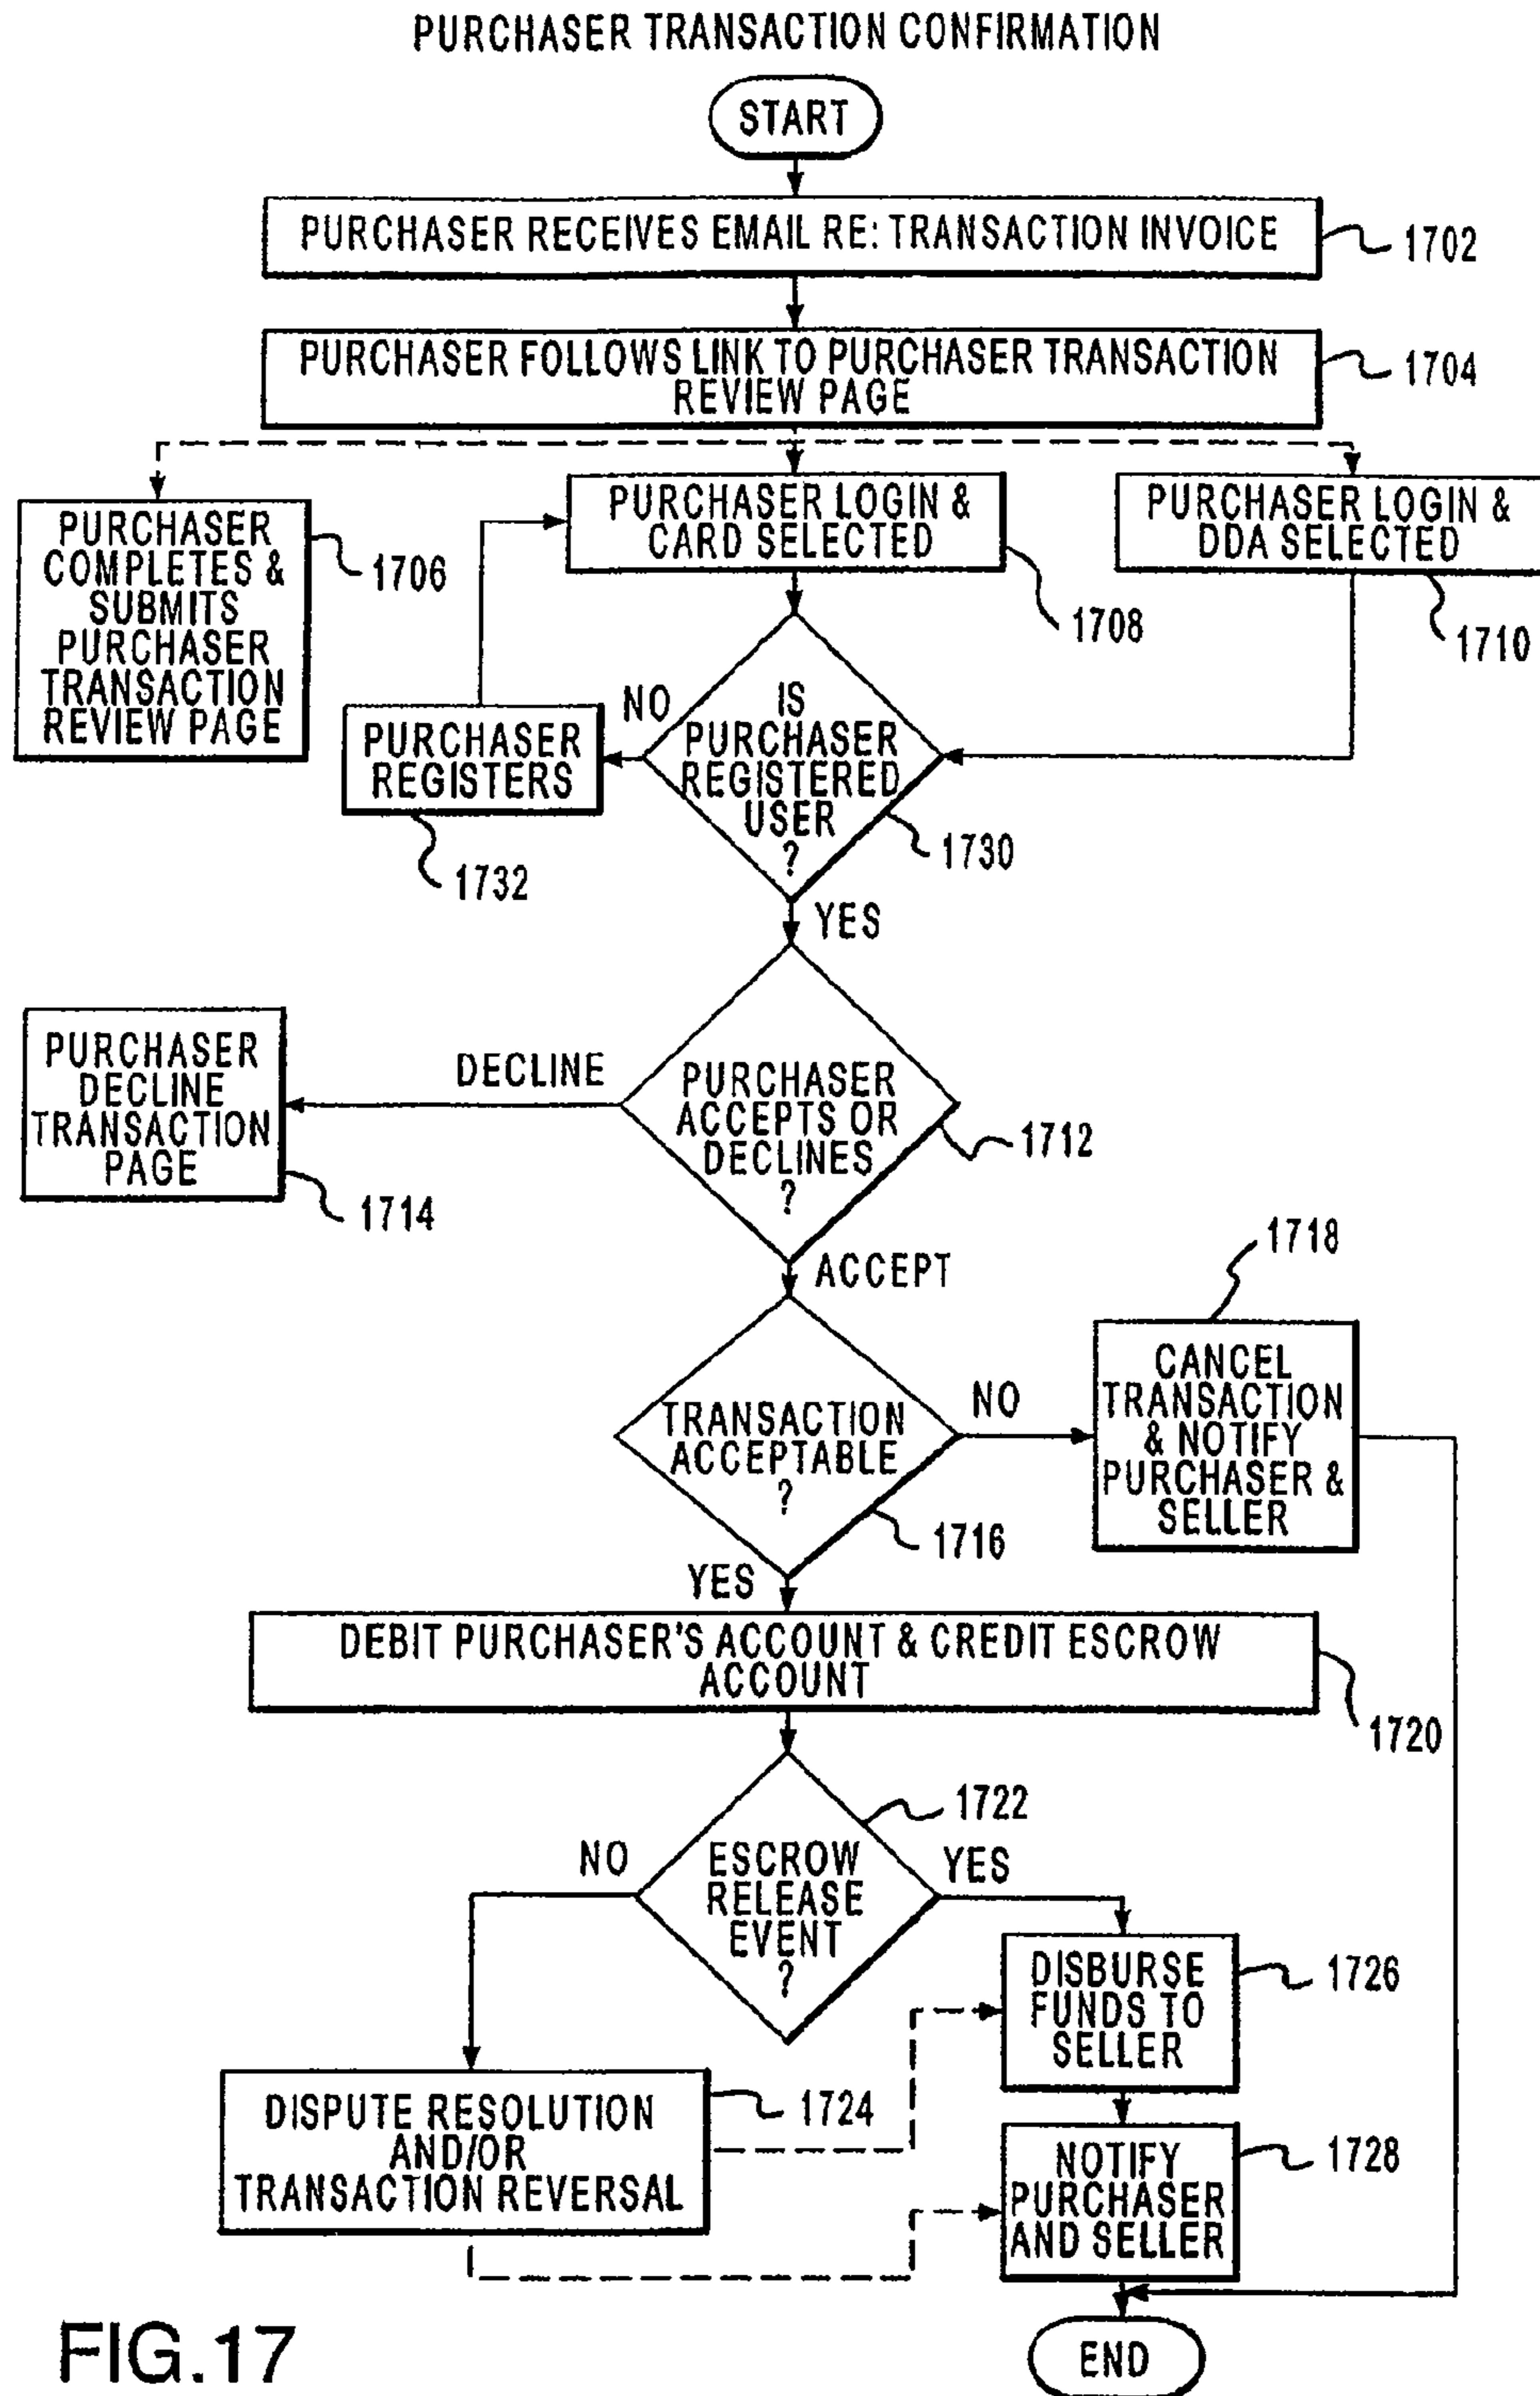 PURCHASER TRANSACTION CONFIRMATION
START
PURCHASER RECEIVES EMAIL RE: TRANSACTION INVOICE
1702
PURCHASER FOLLOWS LINK TO PURCHASER TRANSACTION
REVIEW PAGE
1704
PURCHASER
COMPLETES &
SUBMITS
PURCHASER
TRANSACTION
REVIEW PAGE
1706
PURCHASER LOGIN &
CARD SELECTED
1708
PURCHASER LOGIN &
DDA SELECTED
1710
NO
IS
PURCHASER
REGISTERED
USER
?
1730
PURCHASER
REGISTERS
1732
YES
PURCHASER
DECLINE
TRANSACTION
PAGE
1714
DECLINE
PURCHASER
ACCEPTS OR
DECLINES
?
1712
ACCEPT
1718
TRANSACTION
ACCEPTABLE
?
1716
NO
CANCEL
TRANSACTION
& NOTIFY
PURCHASER &
SELLER
YES
DEBIT PURCHASER'S ACCOUNT & CREDIT ESCROW
ACCOUNT
1720
1722
NO
ESCROW
RELEASE
EVENT
?
YES
DISBURSE
FUNDS TO
SELLER
1726
DISPUTE RESOLUTION
AND/OR
TRANSACTION REVERSAL
1724
NOTIFY
PURCHASER
AND SELLER
1728
END
FIG.17